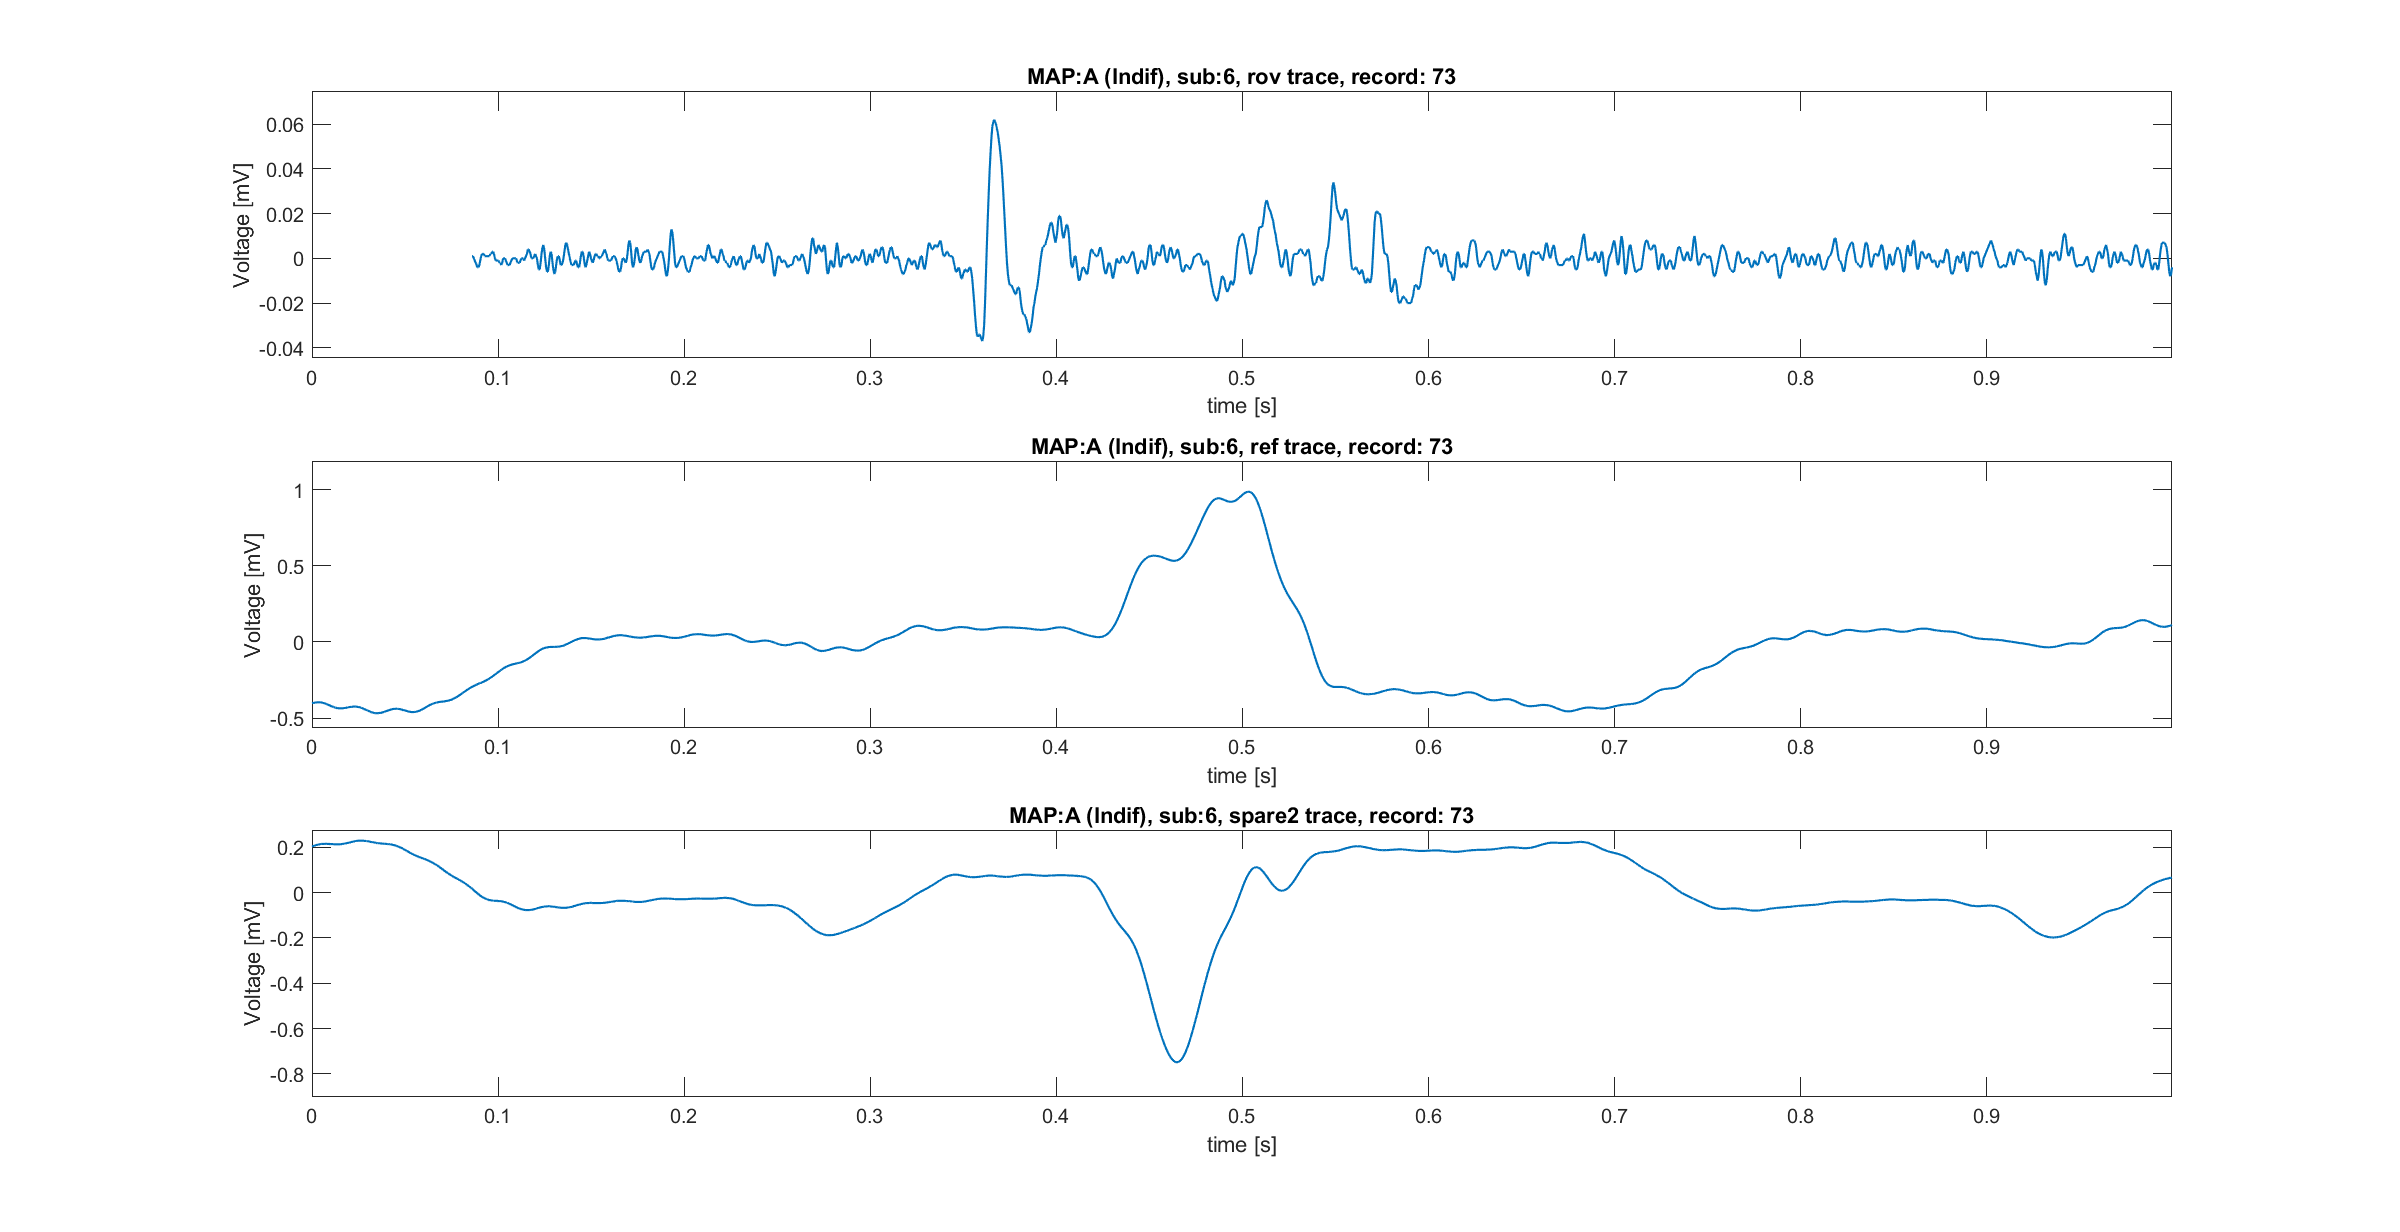 MAP:A (Indif), sub:6, rov trace, record: 73
Voltage [mV]
0.06
0.04
0.02
0
-0.02
-0.04
0 0.1 0.2 0.3 0.4 0.5 0.6 0.7 0.8 0.9
time [s]
MAP:A (Indif), sub:6, ref trace, record: 73
Voltage [mV]
1
0.5
0
-0.5
0 0.1 0.2 0.3 0.4 0.5 0.6 0.7 0.8 0.9
time [s]
MAP:A (Indif), sub:6, spare2 trace, record: 73
Voltage [mV]
0.2
0
-0.2
-0.4
-0.6
-0.8
0 0.1 0.2 0.3 0.4 0.5 0.6 0.7 0.8 0.9
time [s]